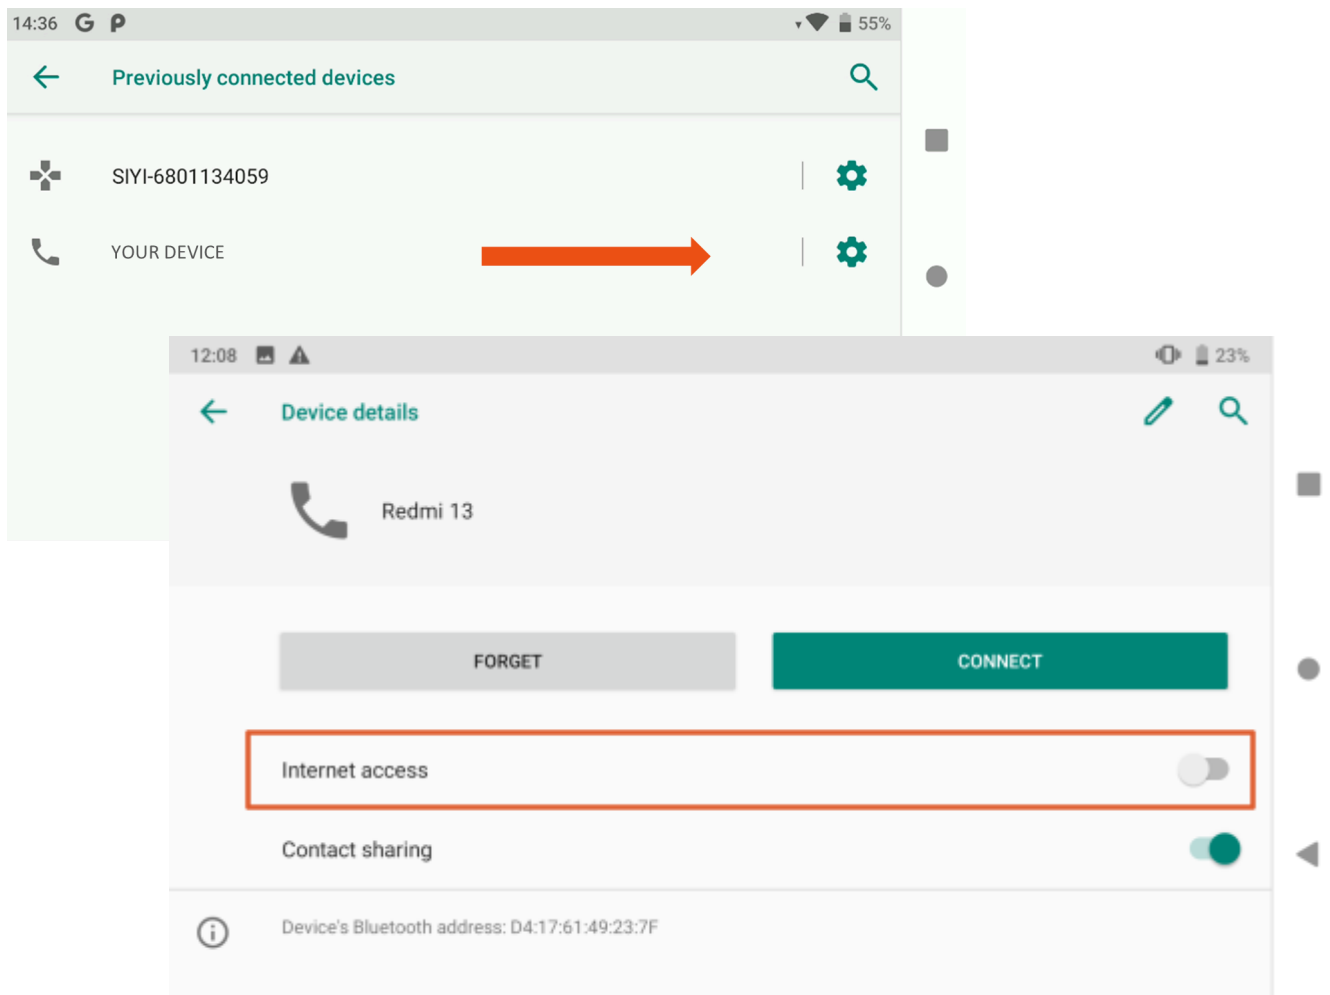 14:36 G P 55%
Previously connected devices
SIYI-6801134059
YOUR DEVICE
12:08 23%
Device details
Redmi 13
FORGET CONNECT
Internet access
Contact sharing
Device's Bluetooth address: D4:17:61:49:23:7F